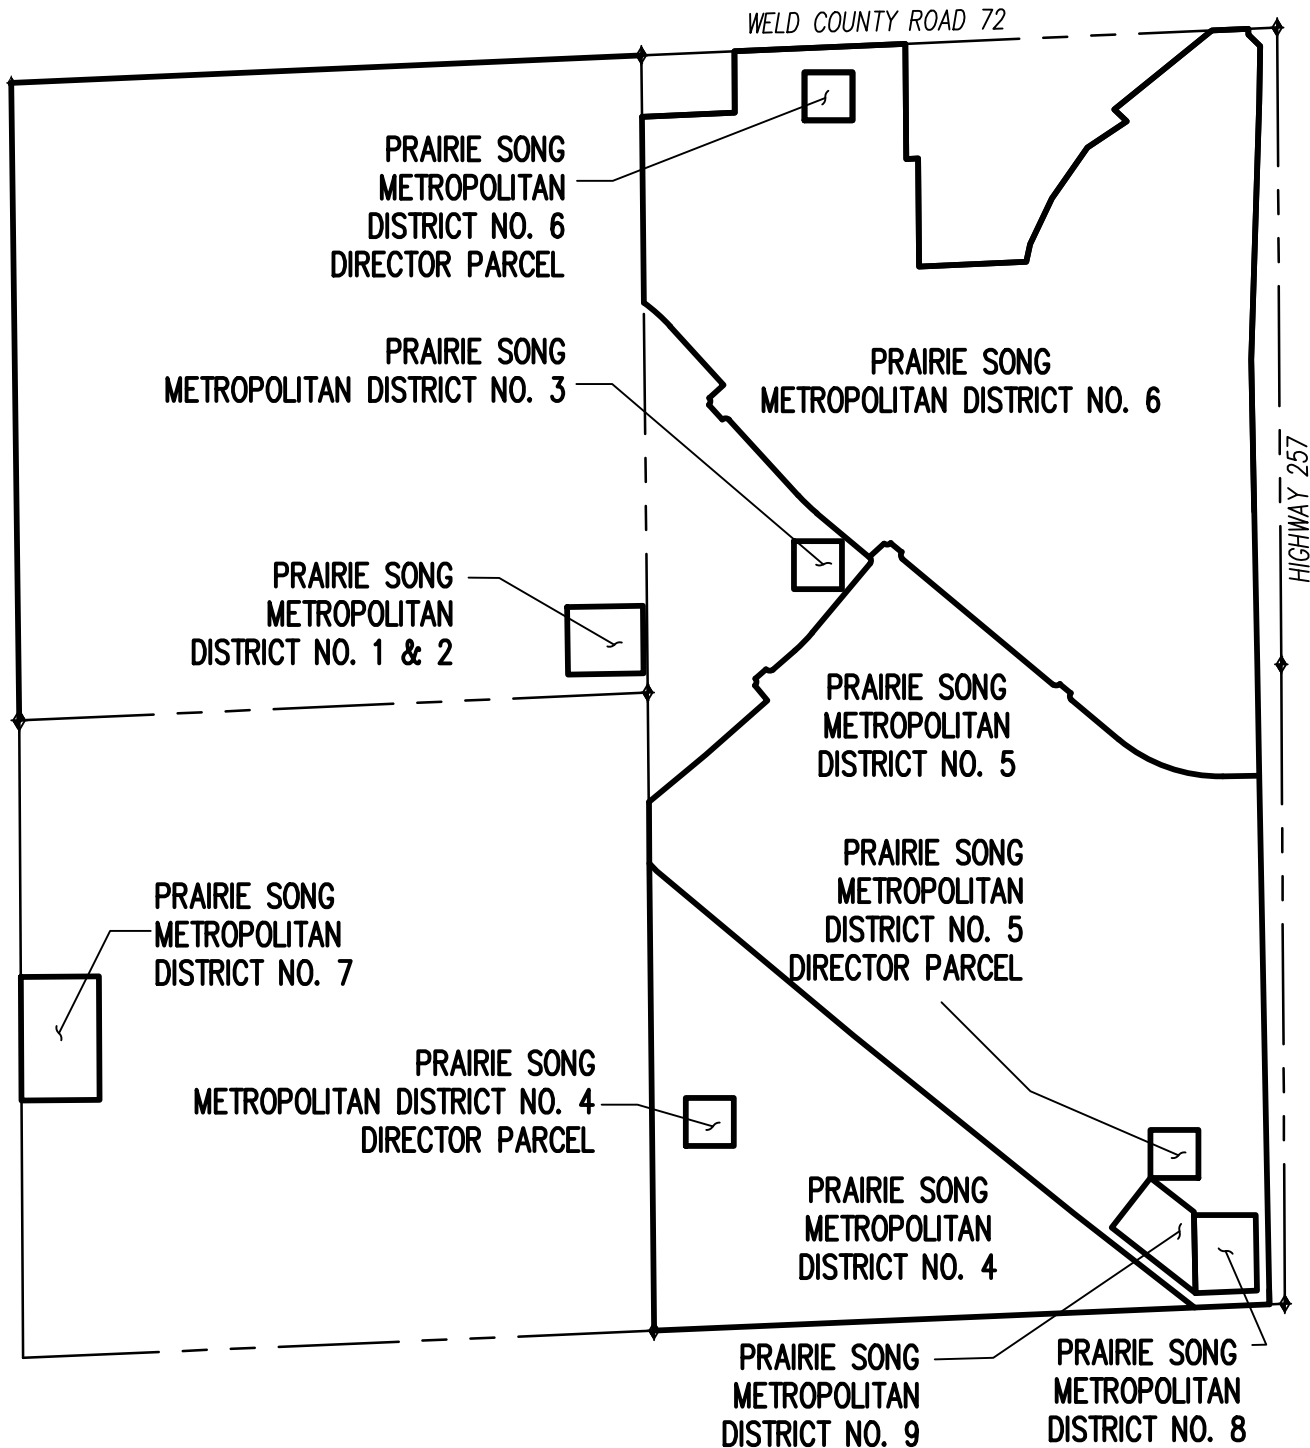 WELD COUNTY ROAD 72
PRAIRIE SONG
METROPOLITAN
DISTRICT NO. 6
DIRECTOR PARCEL
PRAIRIE SONG
METROPOLITAN DISTRICT NO. 3
PRAIRIE SONG
METROPOLITAN DISTRICT NO. 6
HIGHWAY 257
PRAIRIE SONG
METROPOLITAN
DISTRICT NO. 1 & 2
PRAIRIE SONG
METROPOLITAN
DISTRICT NO. 5
PRAIRIE SONG
METROPOLITAN
DISTRICT NO. 5
DIRECTOR PARCEL
PRAIRIE SONG
METROPOLITAN
DISTRICT NO. 7
PRAIRIE SONG
METROPOLITAN DISTRICT NO. 4
DIRECTOR PARCEL
PRAIRIE SONG
METROPOLITAN
DISTRICT NO. 4
PRAIRIE SONG
METROPOLITAN
DISTRICT NO. 9
PRAIRIE SONG
METROPOLITAN
DISTRICT NO. 8